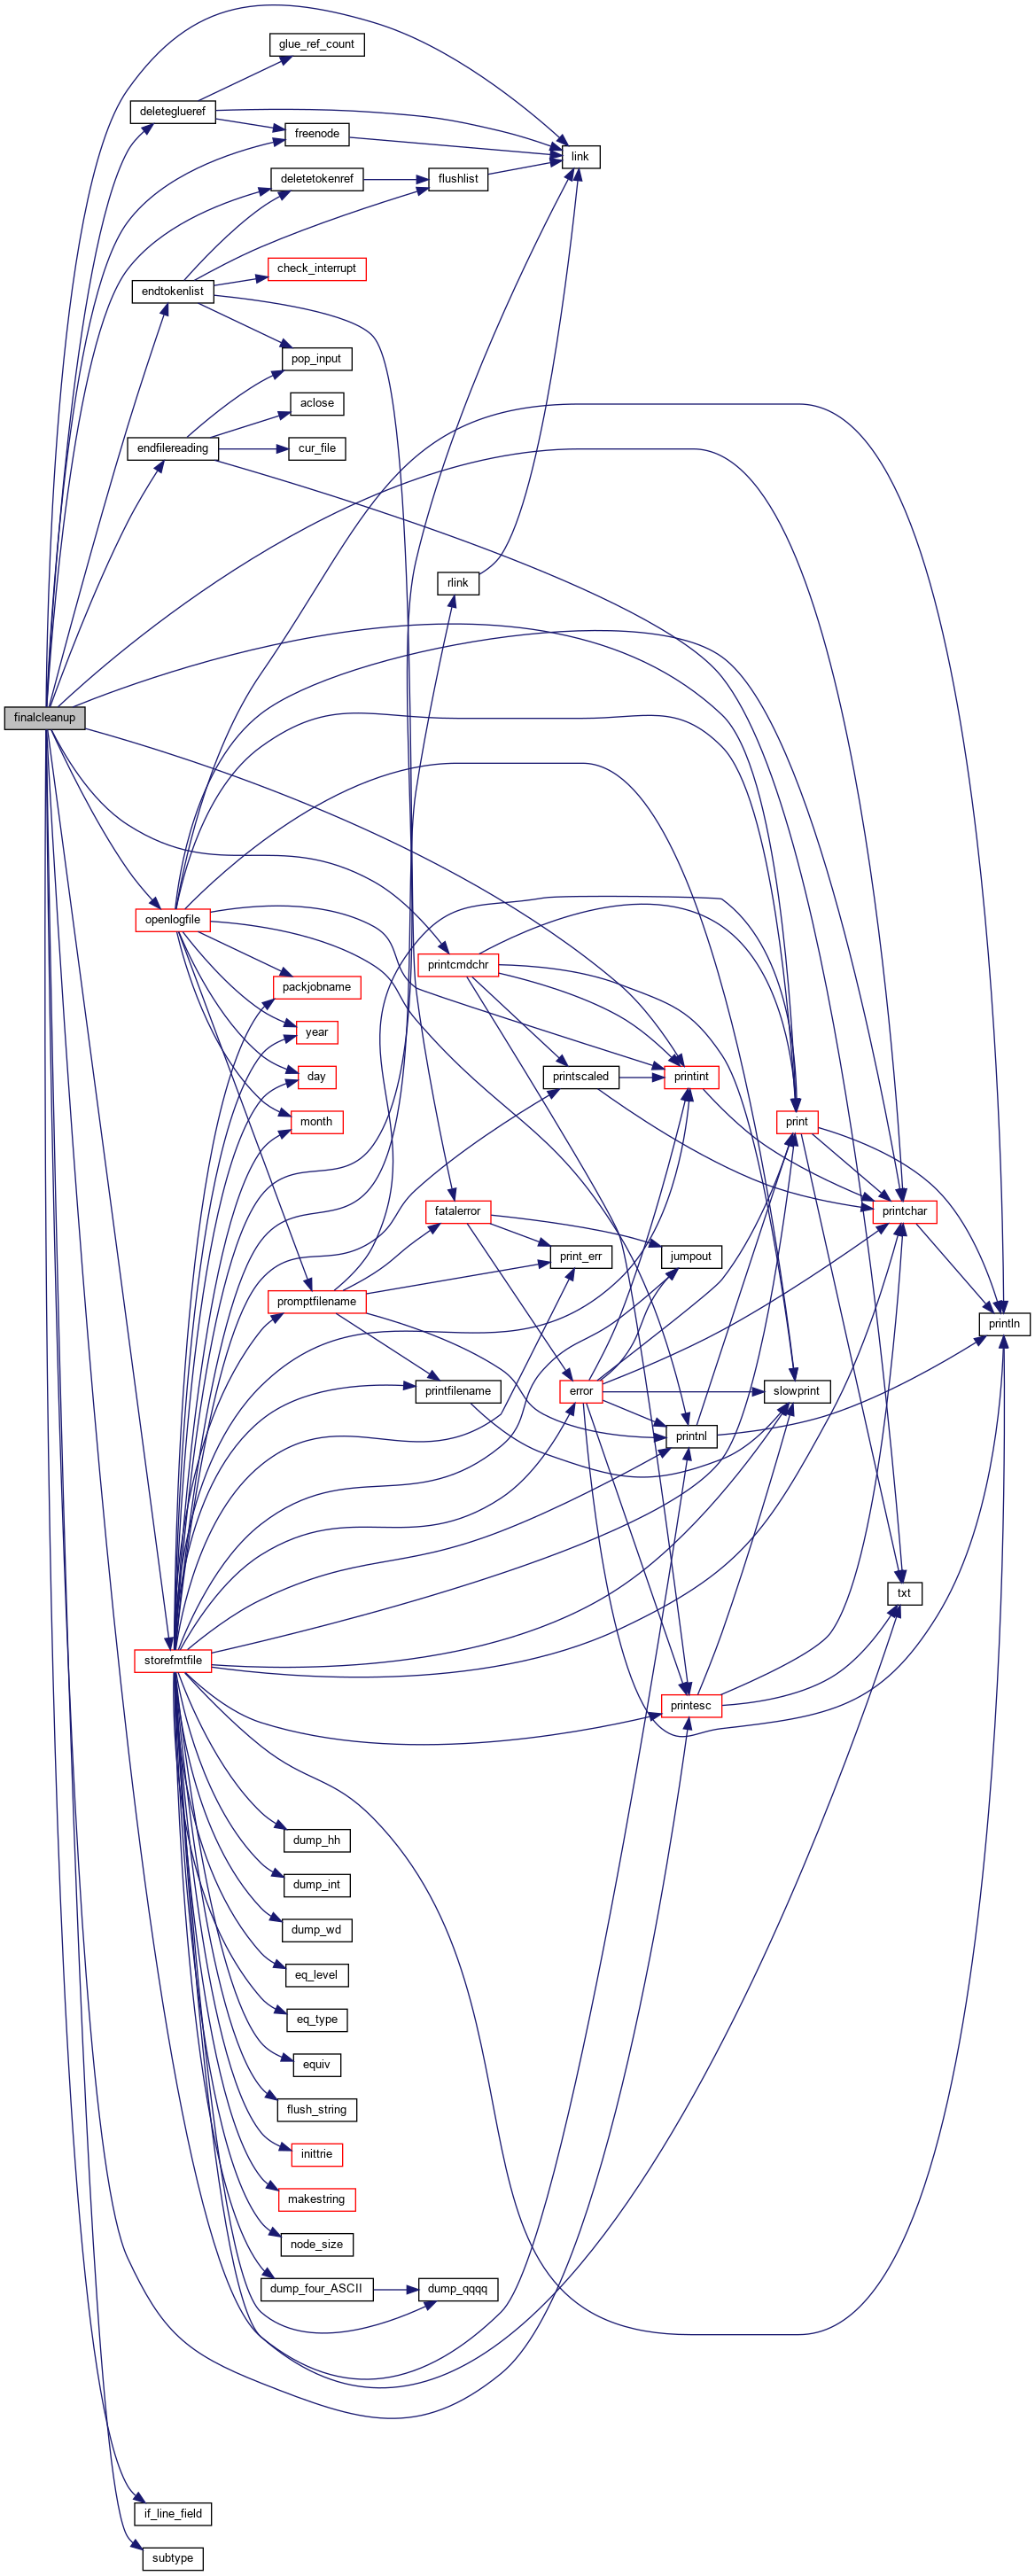 glue_ref_count
deleteglueref
freenode
link
deletetokenref
flushlist
check_interrupt
endtokenlist
pop_input
aclose
endfilereading
cur_file
rlink
finalcleanup
openlogfile
printcmdchr
packjobname
year
day
printscaled
printint
month
print
fatalerror
printchar
print_err
jumpout
promptfilename
println
printfilename
error
slowprint
printnl
txt
storefmtfile
printesc
dump_hh
dump_int
dump_wd
eq_level
eq_type
equiv
flush_string
inittrie
makestring
node_size
dump_four_ASCII
dump_qqqq
if_line_field
subtype